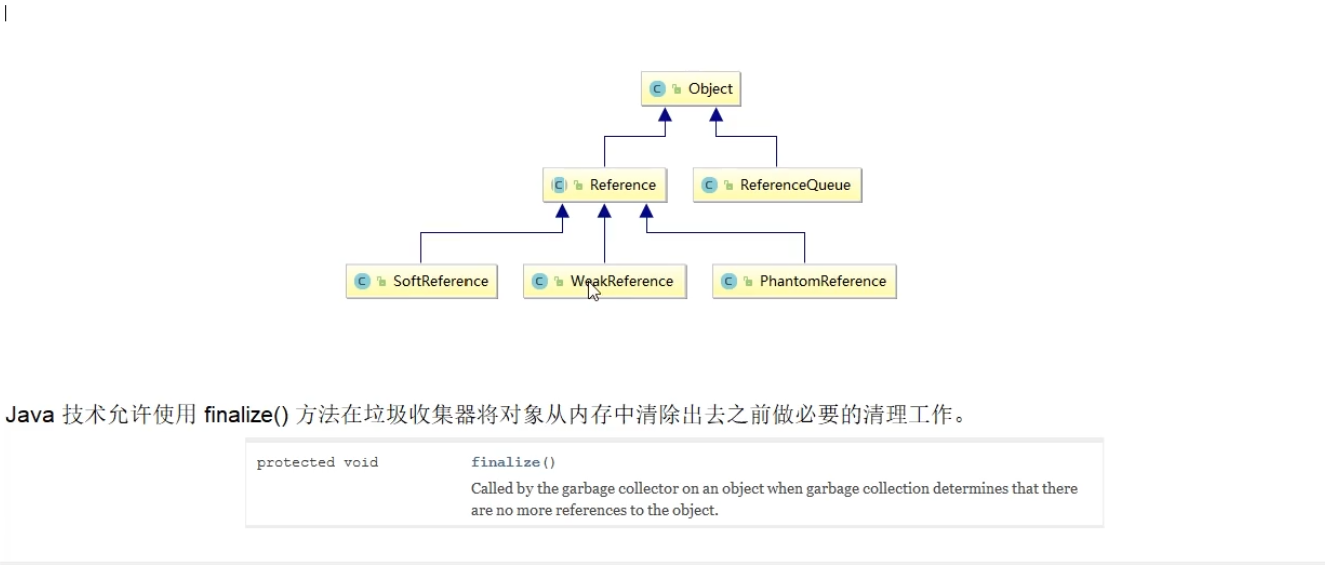 Object
Reference
ReferenceQueue
SoftReference
WeakReference
PhantomReference
Java 技术允许使用 finalize() 方法在垃圾收集器将对象从内存中清除出去之前做必要的清理工作。
protected void finalize()
Called by the garbage collector on an object when garbage collection determines that there
are no more references to the object.